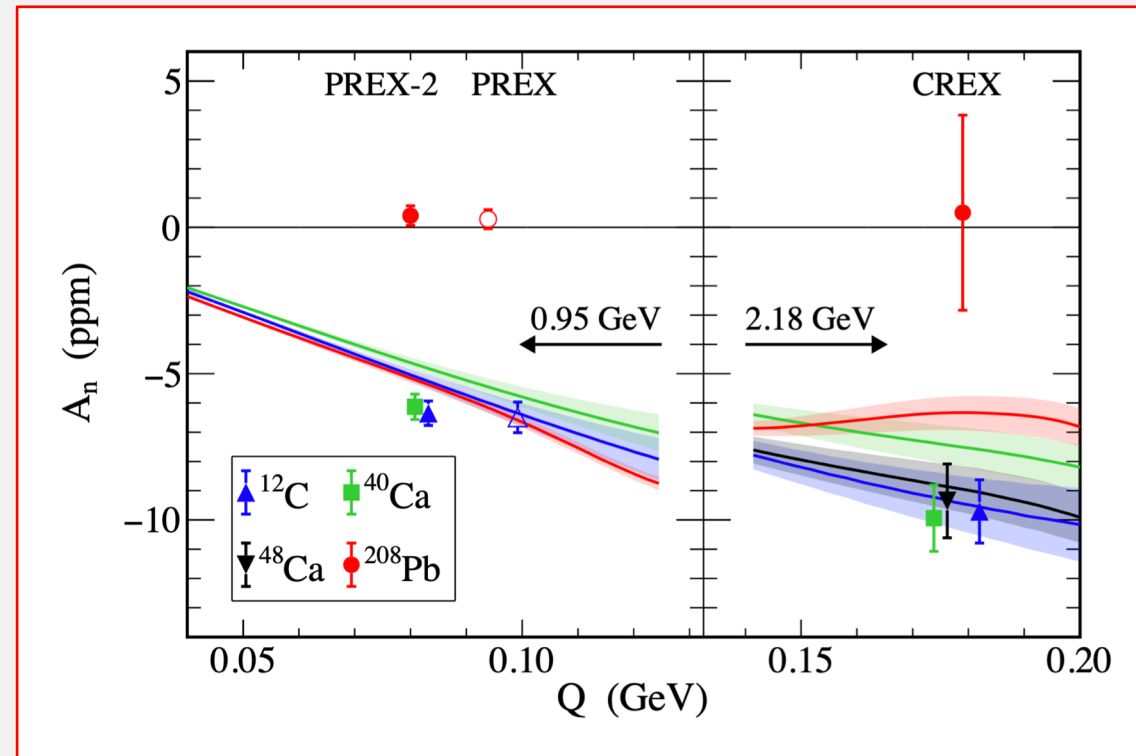 PREX-2 PREX CREX
5
0
A_n (ppm)
0.95 GeV 2.18 GeV
−5
−10
¹²C ⁴⁰Ca
⁴⁸Ca ²⁰⁸Pb
0.05 0.10 0.15 0.20
Q (GeV)